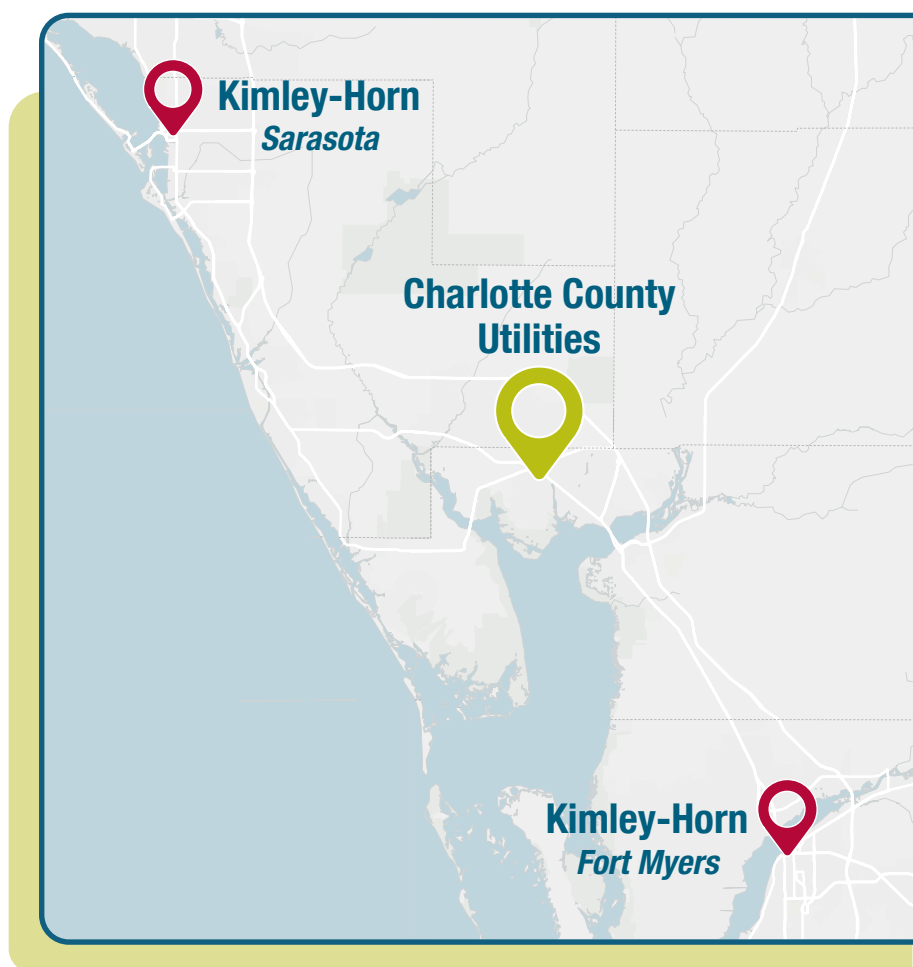 Kimley-Horn
Sarasota
Charlotte County
Utilities
Kimley-Horn
Fort Myers